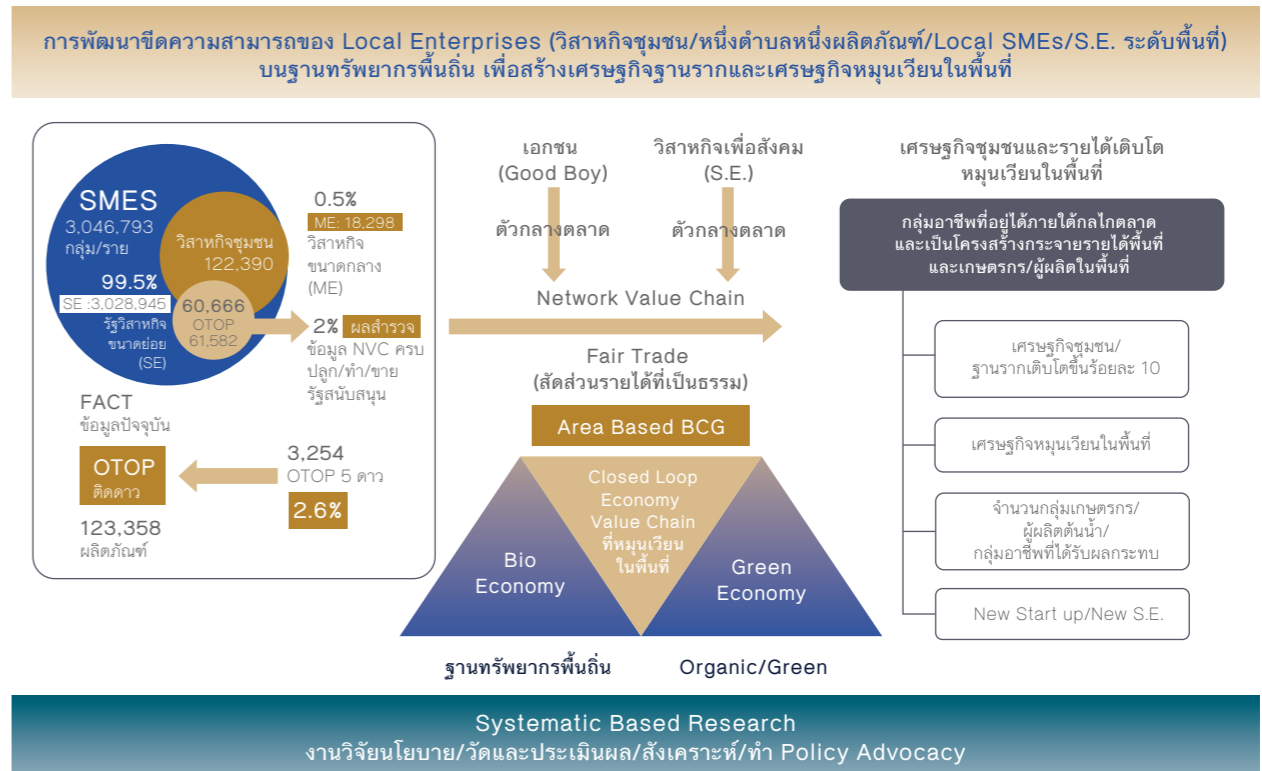 การพัฒนาขีดความสามารถของ Local Enterprises (วิสาหกิจชุมชน/หนึ่งตำบลหนึ่งผลิตภัณฑ์/Local SMEs/S.E. ระดับพื้นที่)
บนฐานทรัพยากรพื้นถิ่น เพื่อสร้างเศรษฐกิจฐานรากและเศรษฐกิจหมุนเวียนในพื้นที่
SMES
3,046,793
กลุ่ม/ราย
วิสาหกิจชุมชน
122,390
99.5%
SE :3,028,945
รัฐวิสาหกิจ
ขนาดย่อย
(SE)
60,666
OTOP
61,582
0.5%
ME: 18,298
วิสาหกิจ
ขนาดกลาง
(ME)
2% ผลสำรวจ
ข้อมูล NVC ครบ
ปลูก/ทำ/ขาย
รัฐสนับสนุน
FACT
ข้อมูลปัจจุบัน
OTOP
ติดดาว
123,358
ผลิตภัณฑ์
3,254
OTOP 5 ดาว
2.6%
เอกชน
(Good Boy)
ตัวกลางตลาด
วิสาหกิจเพื่อสังคม
(S.E.)
ตัวกลางตลาด
Network Value Chain
Fair Trade
(สัดส่วนรายได้ที่เป็นธรรม)
Area Based BCG
Closed Loop
Economy
Value Chain
ที่หมุนเวียน
ในพื้นที่
Bio
Economy
Green
Economy
ฐานทรัพยากรพื้นถิ่น
Organic/Green
เศรษฐกิจชุมชนและรายได้เติบโต
หมุนเวียนในพื้นที่
กลุ่มอาชีพที่อยู่ได้ภายใต้กลไกตลาด
และเป็นโครงสร้างกระจายรายได้พื้นที่
และเกษตรกร/ผู้ผลิตในพื้นที่
เศรษฐกิจชุมชน/
ฐานรากเติบโตขึ้นร้อยละ 10
เศรษฐกิจหมุนเวียนในพื้นที่
จำนวนกลุ่มเกษตรกร/
ผู้ผลิตต้นน้ำ/
กลุ่มอาชีพที่ได้รับผลกระทบ
New Start up/New S.E.
Systematic Based Research
งานวิจัยนโยบาย/วัดและประเมินผล/สังเคราะห์/ทำ Policy Advocacy